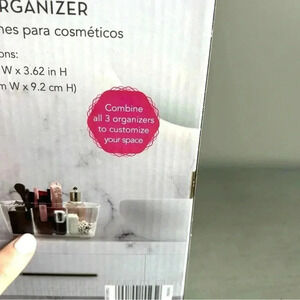 RGANIZER
nes para cosméticos
ons:
W x 3.62 in H
m W x 9.2 cm H)
Combine
all 3 organizers
to customize
your space